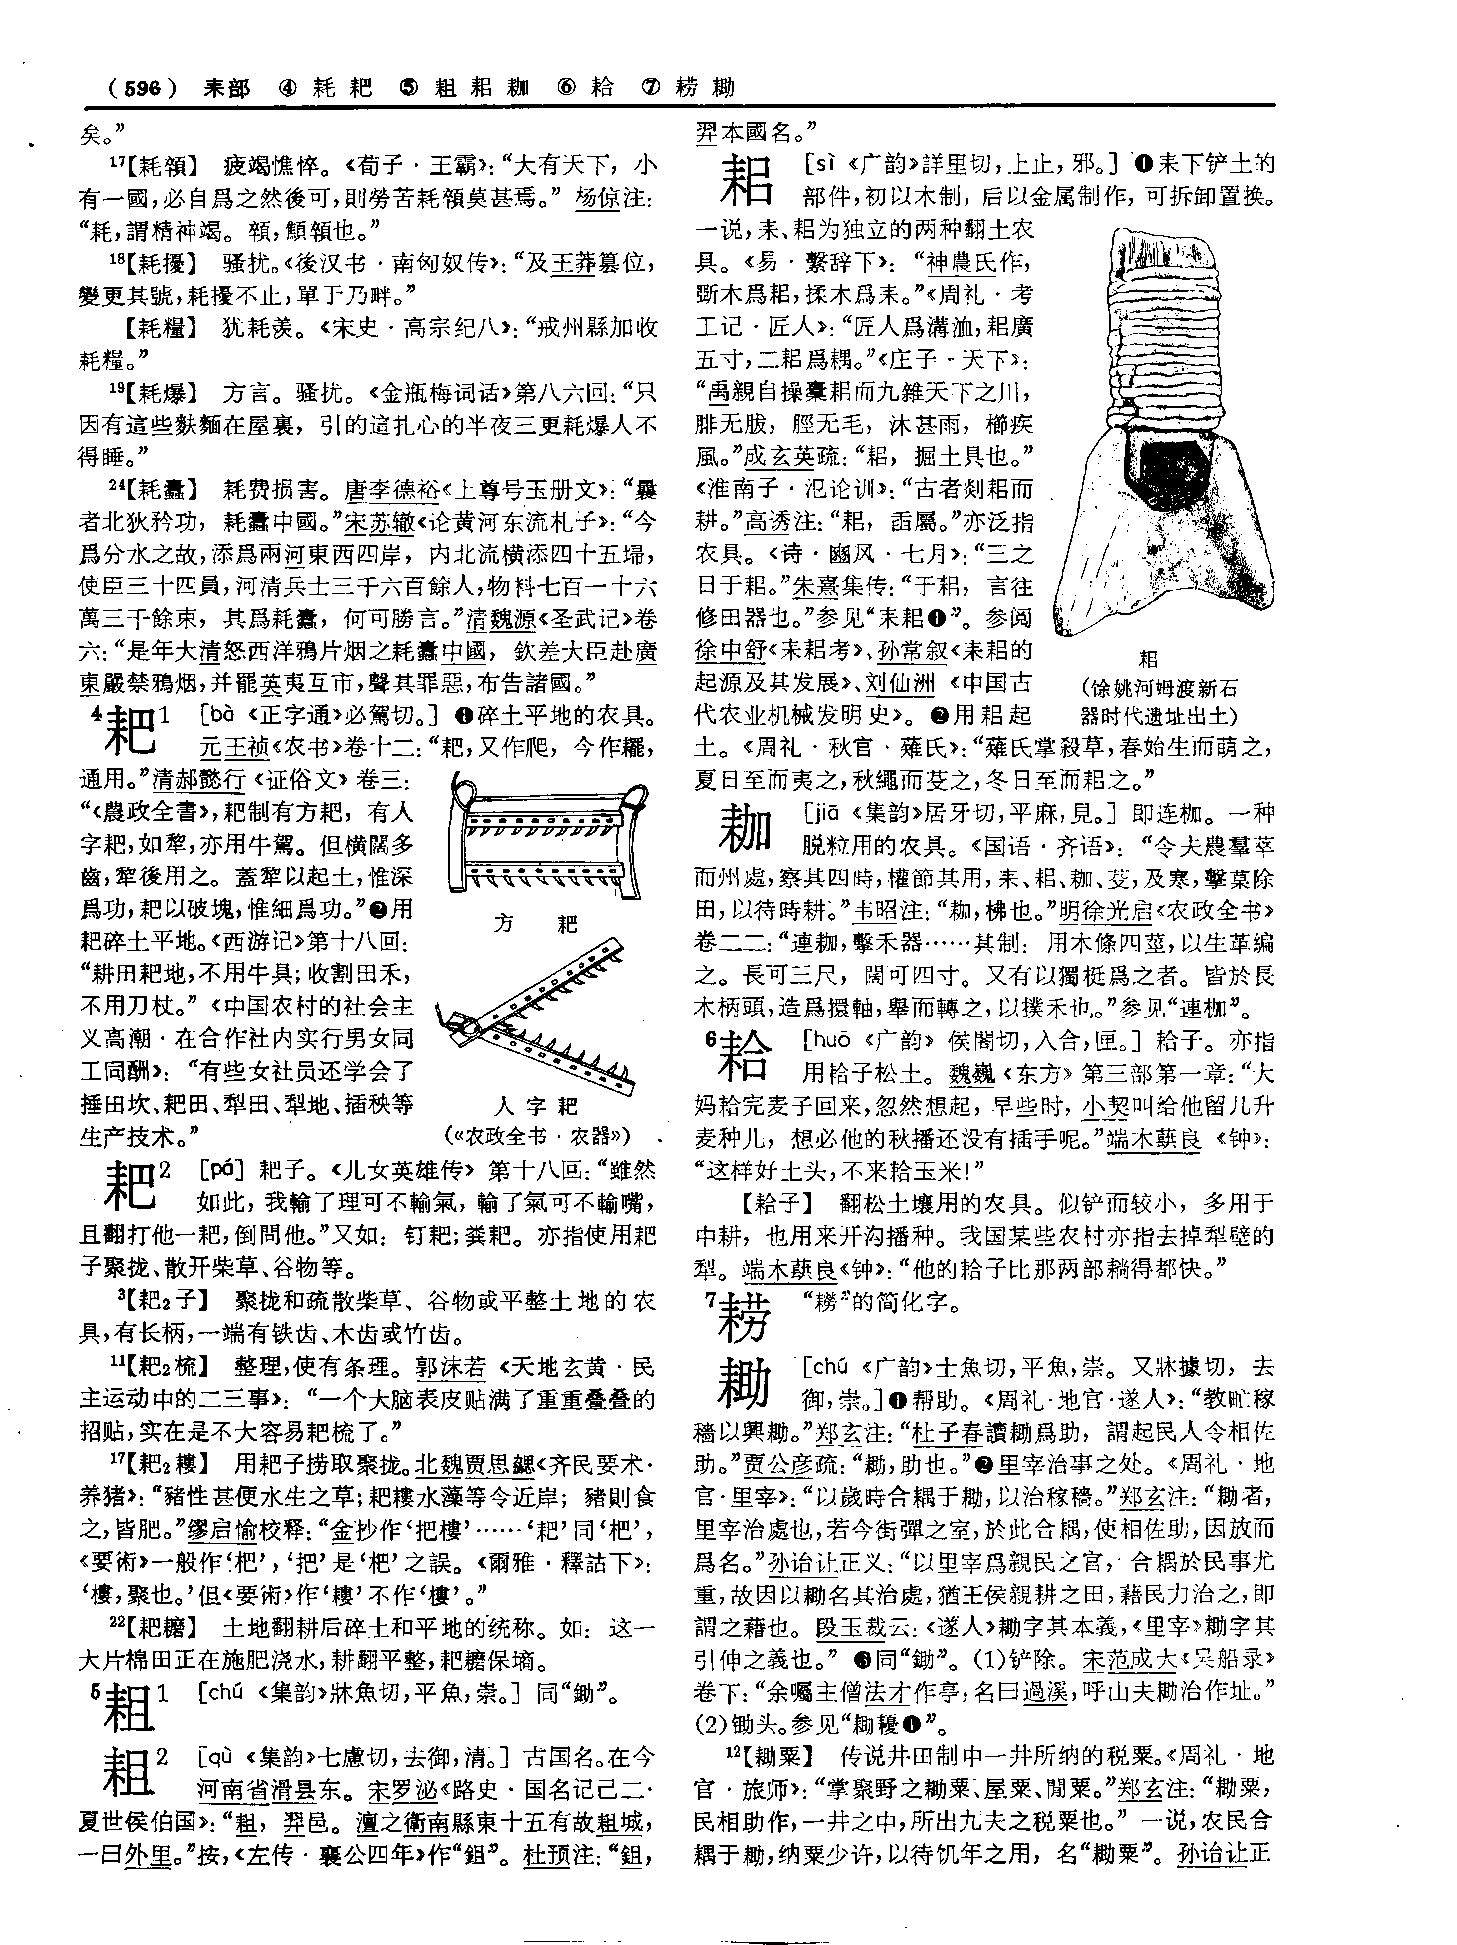 (596) 耒部 ④耗耙 ⑤耝耜耞 ⑥耠 ⑦耢耡
矣。”
17【耗顇】 疲竭憔悴。《荀子·王霸》：“大有天下，小
有一國，必自爲之然後可，則勞苦耗顇莫甚焉。” 杨倞注：
“耗，謂精神竭。顇，顦顇也。”
18【耗擾】 骚扰。《後汉书·南匈奴传》：“及王莽篡位，
變更其號，耗擾不止，單于乃畔。”
【耗糧】 犹耗羡。《宋史·高宗纪八》：“戒州縣加收
耗糧。”
19【耗爆】 方言。骚扰。《金瓶梅词话》第八六回：“只
因有這些麩麵在屋裏，引的這扎心的半夜三更耗爆人不
得睡。”
24【耗蠹】 耗费损害。唐李德裕《上尊号玉册文》：“曩
者北狄矜功，耗蠹中國。”宋苏辙《论黄河东流札子》：“今
爲分水之故，添爲兩河東西四岸，内北流横添四十五埽，
使臣三十四員，河清兵士三千六百餘人，物料七百一十六
萬三千餘束，其爲耗蠹，何可勝言。”清魏源《圣武记》卷
六：“是年大清怒西洋鴉片烟之耗蠹中國，欽差大臣赴廣
東嚴禁鴉烟，并罷英夷互市，聲其罪惡，布告諸國。”
4耙1 [bà 《正字通》必駕切。] ❶碎土平地的农具。
元王祯《农书》卷十二：“耙，又作爬，今作䎱，
通用。”清郝懿行《证俗文》卷三：
“《農政全書》，耙制有方耙，有人
字耙，如犂，亦用牛駕。但横闊多
齒，犂後用之。蓋犂以起土，惟深
爲功，耙以破塊，惟細爲功。”❷用
耙碎土平地。《西游记》第十八回：
“耕田耙地，不用牛具；收割田禾，
不用刀杖。”《中国农村的社会主
义高潮·在合作社内实行男女同
工同酬》：“有些女社员还学会了
捶田坎、耙田、犁田、犁地、插秧等
生产技术。”
方 耙
人字耙
（《农政全书·农器》）
耙2 [pá] 耙子。《儿女英雄传》第十八回：“雖然
如此，我輸了理可不輸氣，輸了氣可不輸嘴，
且翻打他一耙，倒問他。”又如：钉耙；粪耙。亦指使用耙
子聚拢、散开柴草、谷物等。
3【耙2子】 聚拢和疏散柴草、谷物或平整土地的农
具，有长柄，一端有铁齿、木齿或竹齿。
11【耙2梳】 整理，使有条理。郭沫若《天地玄黄·民
主运动中的二三事》：“一个大脑表皮贴满了重重叠叠的
招贴，实在是不大容易耙梳了。”
17【耙2耬】 用耙子捞取聚拢。北魏贾思勰《齐民要术·
养猪》：“豬性甚便水生之草；耙耬水藻等令近岸；豬則食
之，皆肥。”缪启愉校释：“金抄作‘把樓’……‘耙’同‘杷’，
《要術》一般作‘杷’，‘把’是‘杷’之誤。《爾雅·釋詁下》：
‘樓，聚也。’但《要術》作‘耬’不作‘樓’。”
22【耙耱】 土地翻耕后碎土和平地的统称。如：这一
大片棉田正在施肥浇水，耕翻平整，耙耱保墒。
5耝1 [chú 《集韵》牀魚切，平魚，崇。] 同“鋤”。
耝2 [qù 《集韵》七慮切，去御，清。] 古国名。在今
河南省滑县东。宋罗泌《路史·国名记己二·
夏世侯伯国》：“耝，羿邑。澶之衛南縣東十五有故耝城，
一曰外里。”按，《左传·襄公四年》作“鉏”。杜预注：“鉏，
羿本國名。”
耜 [sì 《广韵》詳里切，上止，邪。] ❶耒下铲土的
部件，初以木制，后以金属制作，可拆卸置换。
一说，耒、耜为独立的两种翻土农
具。《易·繫辞下》：“神農氏作，
斲木爲耜，揉木爲耒。”《周礼·考
工记·匠人》：“匠人爲溝洫，耜廣
五寸，二耜爲耦。”《庄子·天下》：
“禹親自操橐耜而九雜天下之川，
腓无胈，脛无毛，沐甚雨，櫛疾
風。”成玄英疏：“耜，掘土具也。”
《淮南子·氾论训》：“古者剡耜而
耕。”高诱注：“耜，臿屬。”亦泛指
农具。《诗·豳风·七月》：“三之
日于耜。”朱熹集传：“于耜，言往
修田器也。”参见“耒耜❶”。参阅
徐中舒《耒耜考》、孙常叙《耒耜的
起源及其发展》、刘仙洲《中国古
代农业机械发明史》。❷用耜起
土。《周礼·秋官·薙氏》：“薙氏掌殺草，春始生而萌之，
夏日至而夷之，秋繩而芟之，冬日至而耜之。”
耜
（馀姚河姆渡新石
器时代遗址出土）
耞 [jiā 《集韵》居牙切，平麻，見。] 即连枷。一种
脱粒用的农具。《国语·齐语》：“令夫農羣萃
而州處，察其四時，權節其用，耒、耜、耞、芟，及寒，擊菒除
田，以待時耕。”韦昭注：“耞，柫也。”明徐光启《农政全书》
卷二二：“連耞，擊禾器……其制：用木條四莖，以生革編
之。長可三尺，闊可四寸。又有以獨梃爲之者。皆於長
木柄頭，造爲擐軸，舉而轉之，以撲禾也。”参见“連枷”。
6耠 [huō 《广韵》侯閤切，入合，匣。] 耠子。亦指
用耠子松土。魏巍《东方》第三部第一章：“大
妈耠完麦子回来，忽然想起，早些时，小契叫给他留几升
麦种儿，想必他的秋播还没有插手呢。”端木蕻良《钟》：
“这样好土头，不来耠玉米！”
【耠子】 翻松土壤用的农具。似铲而较小，多用于
中耕，也用来开沟播种。我国某些农村亦指去掉犁壁的
犁。端木蕻良《钟》：“他的耠子比那两部耥得都快。”
7耢 “耮”的简化字。
耡 [chú 《广韵》士魚切，平魚，崇。又牀據切，去
御，崇。]❶帮助。《周礼·地官·遂人》：“教甿稼
穡以興耡。”郑玄注：“杜子春讀耡爲助，謂起民人令相佐
助。”贾公彦疏：“耡，助也。”❷里宰治事之处。《周礼·地
官·里宰》：“以歲時合耦于耡，以治稼穡。”郑玄注：“耡者，
里宰治處也，若今街彈之室，於此合耦，使相佐助，因放而
爲名。”孙诒让正义：“以里宰爲親民之官，合耦於民事尤
重，故因以耡名其治處，猶王侯親耕之田，藉民力治之，即
謂之藉也。段玉裁云：《遂人》耡字其本義，《里宰》耡字其
引伸之義也。” ❸同“鋤”。(1)铲除。宋范成大《吴船录》
卷下：“余囑主僧法才作亭，名曰過溪，呼山夫耡治作址。”
(2)锄头。参见“耡耰❶”。
12【耡粟】 传说井田制中一井所纳的税粟。《周礼·地
官·旅师》：“掌聚野之耡粟、屋粟、閒粟。”郑玄注：“耡粟，
民相助作，一井之中，所出九夫之税粟也。” 一说，农民合
耦于耡，纳粟少许，以待饥年之用，名“耡粟”。孙诒让正